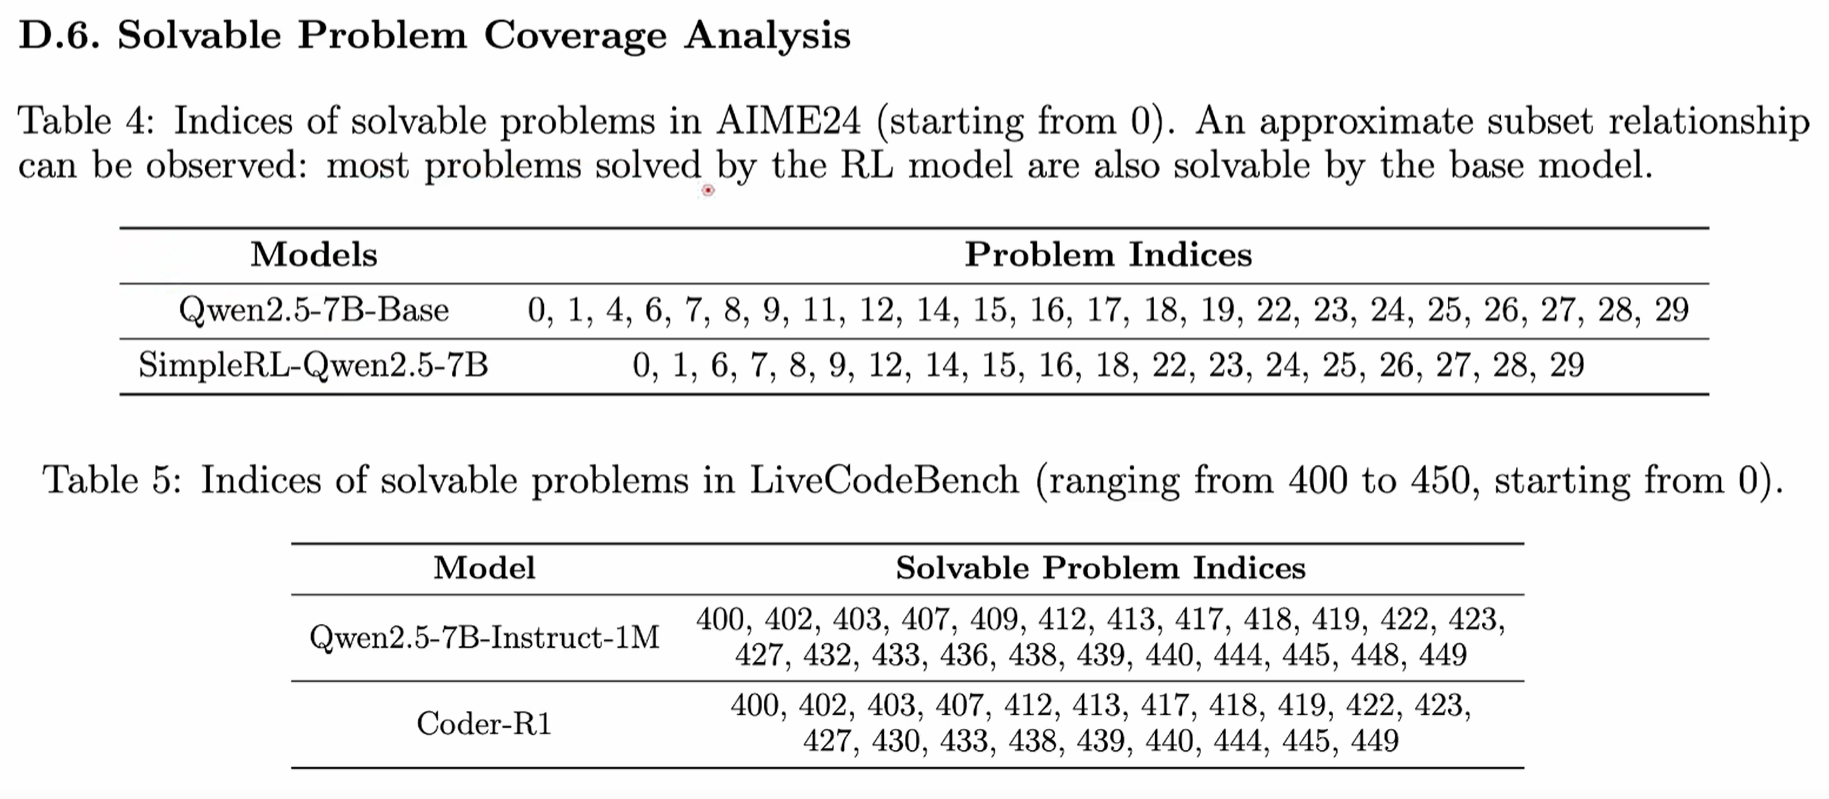 D.6. Solvable Problem Coverage Analysis
Table 4: Indices of solvable problems in AIME24 (starting from 0). An approximate subset relationship
can be observed: most problems solved by the RL model are also solvable by the base model.
Models Problem Indices
Qwen2.5-7B-Base 0, 1, 4, 6, 7, 8, 9, 11, 12, 14, 15, 16, 17, 18, 19, 22, 23, 24, 25, 26, 27, 28, 29
SimpleRL-Qwen2.5-7B 0, 1, 6, 7, 8, 9, 12, 14, 15, 16, 18, 22, 23, 24, 25, 26, 27, 28, 29
Table 5: Indices of solvable problems in LiveCodeBench (ranging from 400 to 450, starting from 0).
Model Solvable Problem Indices
Qwen2.5-7B-Instruct-1M 400, 402, 403, 407, 409, 412, 413, 417, 418, 419, 422, 423,
427, 432, 433, 436, 438, 439, 440, 444, 445, 448, 449
Coder-R1 400, 402, 403, 407, 412, 413, 417, 418, 419, 422, 423,
427, 430, 433, 438, 439, 440, 444, 445, 449